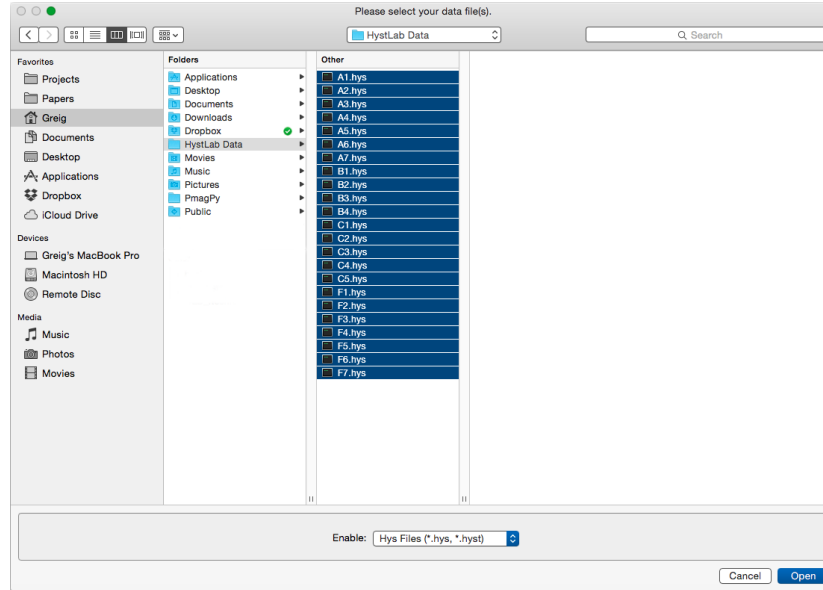 Please select your data file(s).
HystLab Data
Search
Favorites
Projects
Papers
Greig
Documents
Desktop
Applications
Dropbox
iCloud Drive
Devices
Greig's MacBook Pro
Macintosh HD
Remote Disc
Media
Music
Photos
Movies
Folders
Applications
Desktop
Documents
Downloads
Dropbox
HystLab Data
Movies
Music
Pictures
PmagPy
Public
Other
A1.hys
A2.hys
A3.hys
A4.hys
A5.hys
A6.hys
A7.hys
B1.hys
B2.hys
B3.hys
B4.hys
C1.hys
C2.hys
C3.hys
C4.hys
C5.hys
F1.hys
F2.hys
F3.hys
F4.hys
F5.hys
F6.hys
F7.hys
Enable: Hys Files (*.hys, *.hyst)
Cancel Open